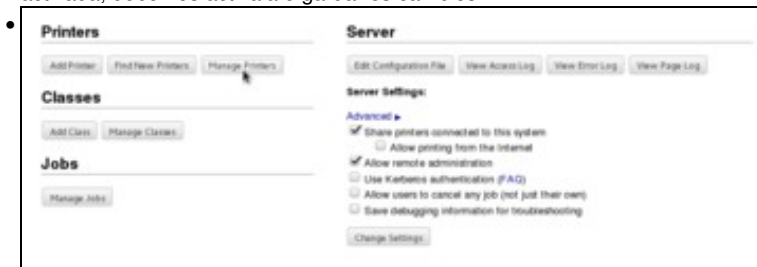 Printers
Add Printer Find New Printers Manage Printers
Classes
Add Class Manage Classes
Jobs
Manage Jobs
Server
Edit Configuration File View Access Log View Error Log View Page Log
Server Settings:
Advanced ▸
Share printers connected to this system
Allow printing from the Internet
Allow remote administration
Use Kerberos authentication (FAQ)
Allow users to cancel any job (not just their own)
Save debugging information for troubleshooting
Change Settings